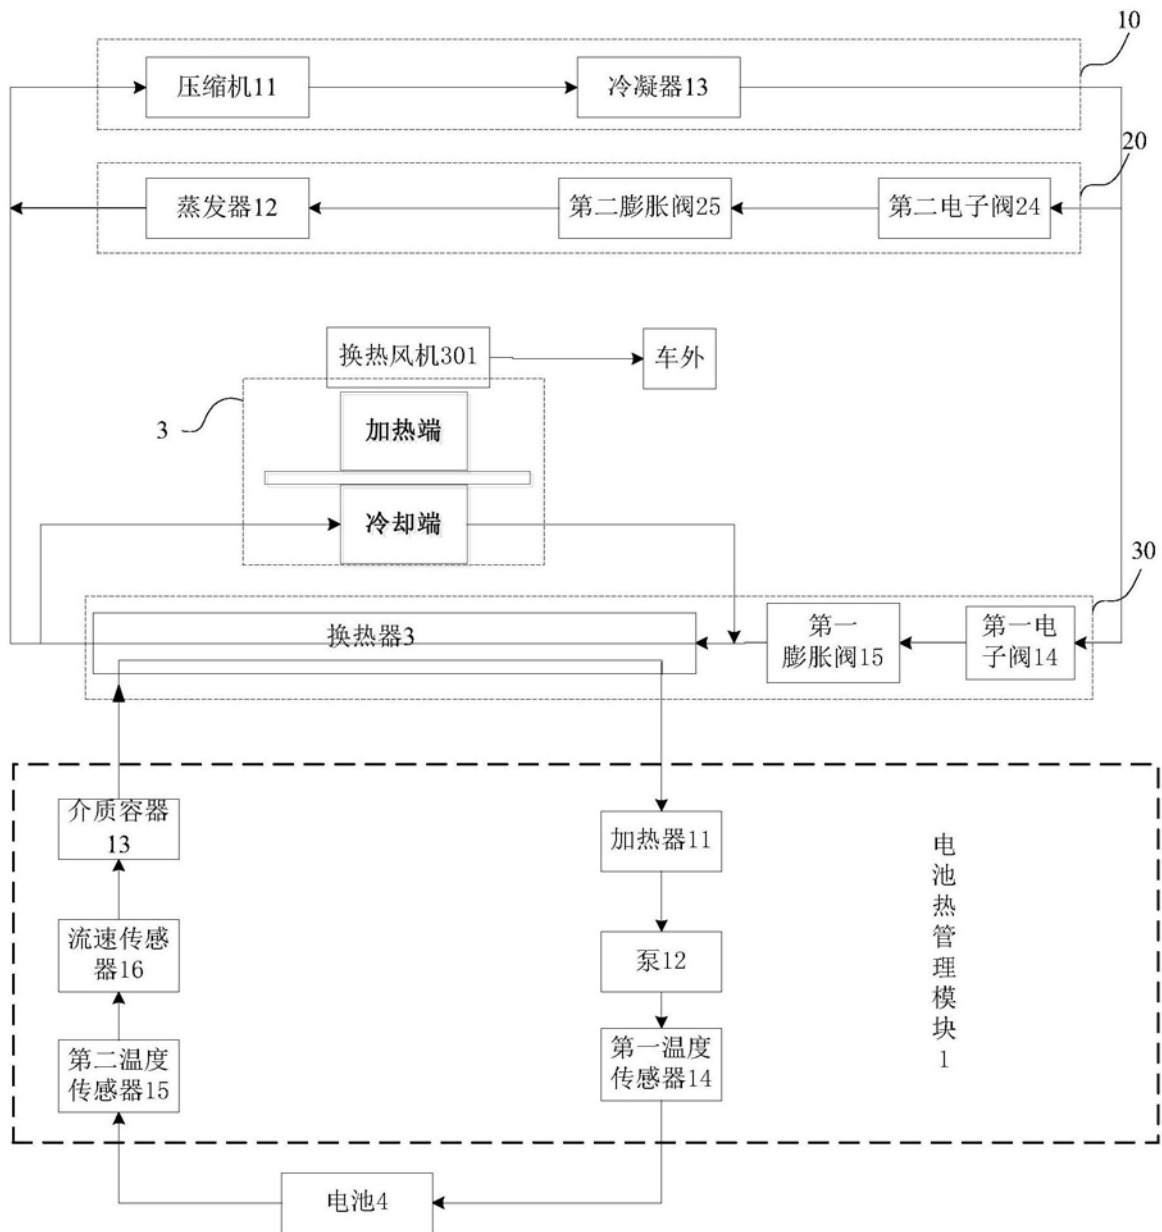 10
压缩机11
冷凝器13
20
蒸发器12
第二膨胀阀25
第二电子阀24
换热风机301
车外
3
加热端
冷却端
30
换热器3
第一
膨胀阀15
第一电
子阀14
介质容器
13
加热器11
电池热管理模块1
流速传感
器16
泵12
第二温度
传感器15
第一温度
传感器14
电池4